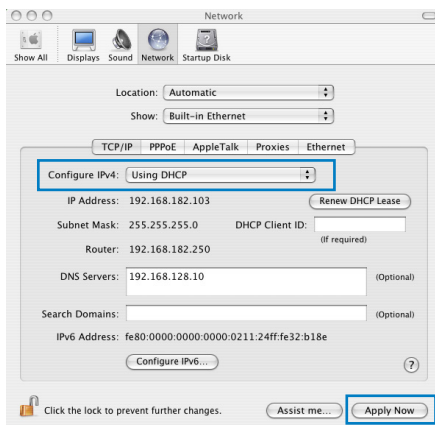 Network
Show All Displays Sound Network Startup Disk
Location: Automatic
Show: Built-in Ethernet
TCP/IP PPPoE AppleTalk Proxies Ethernet
Configure IPv4: Using DHCP
IP Address: 192.168.182.103 Renew DHCP Lease
Subnet Mask: 255.255.255.0 DHCP Client ID:
(If required)
Router: 192.168.182.250
DNS Servers: 192.168.128.10 (Optional)
Search Domains: (Optional)
IPv6 Address: fe80:0000:0000:0000:0211:24ff:fe32:b18e
Configure IPv6... ?
Click the lock to prevent further changes. Assist me... Apply Now